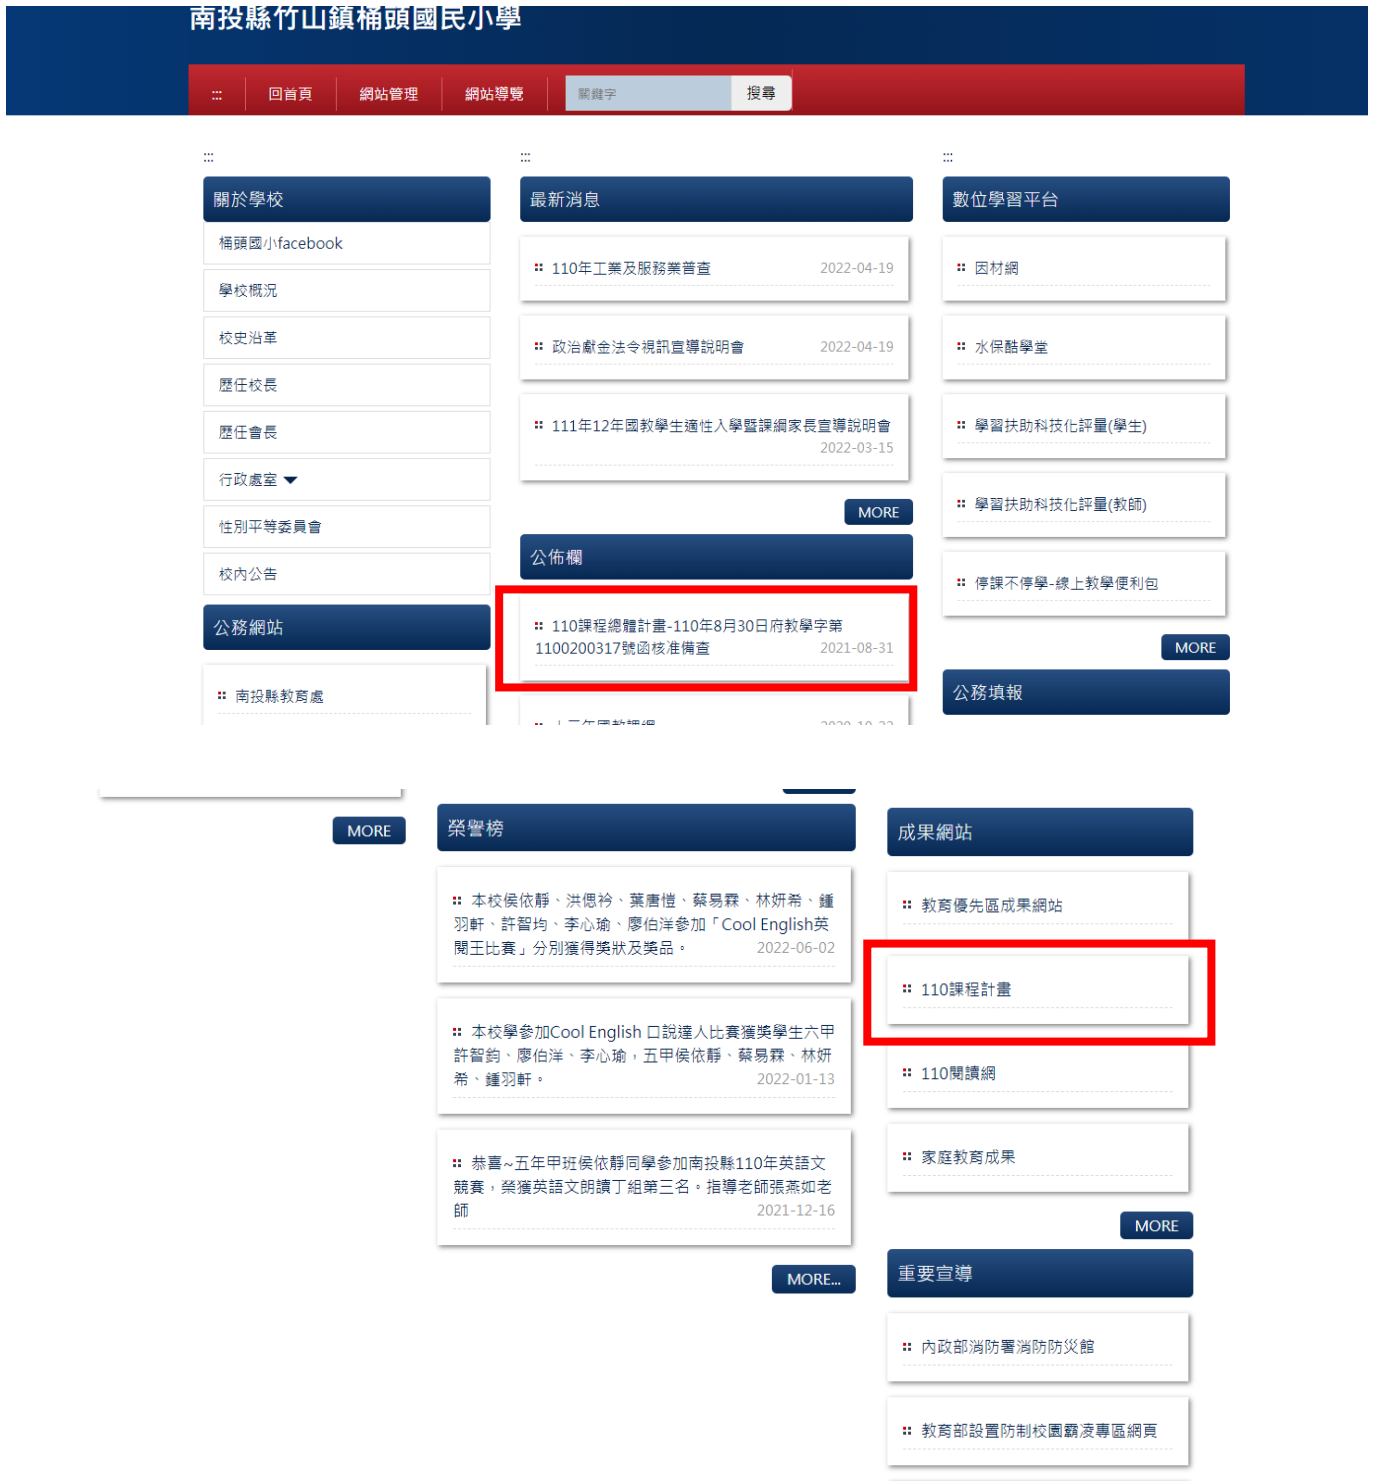 南投縣竹山鎮桶頭國民小學
:::
回首頁
網站管理
網站導覽
關鍵字
搜尋
:::
關於學校
桶頭國小facebook
學校概況
校史沿革
歷任校長
歷任會長
行政處室
性別平等委員會
校內公告
公務網站
南投縣教育處
:::
最新消息
110年工業及服務業普查 2022-04-19
政治獻金法令視訊宣導說明會 2022-04-19
111年12年國教學生適性入學暨課綱家長宣導說明會
2022-03-15
MORE
公佈欄
110課程總體計畫-110年8月30日府教學字第
1100200317號函核准備查 2021-08-31
:::
數位學習平台
因材網
水保酷學堂
學習扶助科技化評量(學生)
學習扶助科技化評量(教師)
停課不停學-線上教學便利包
MORE
公務填報
MORE
榮譽榜
本校侯依靜、洪偲衿、葉唐愷、蔡易霖、林妍希、鍾
羽軒、許智均、李心瑜、廖伯洋參加「Cool English英
閱王比賽」分別獲得獎狀及獎品。 2022-06-02
本校學參加Cool English 口說達人比賽獲獎學生六甲
許智鈞、廖伯洋、李心瑜，五甲侯依靜、蔡易霖、林妍
希、鍾羽軒。 2022-01-13
恭喜~五年甲班侯依靜同學參加南投縣110年英語文
競賽，榮獲英語文朗讀丁組第三名。指導老師張燕如老
師 2021-12-16
MORE...
成果網站
教育優先區成果網站
110課程計畫
110閱讀網
家庭教育成果
MORE
重要宣導
內政部消防署消防防災館
教育部設置防制校園霸凌專區網頁